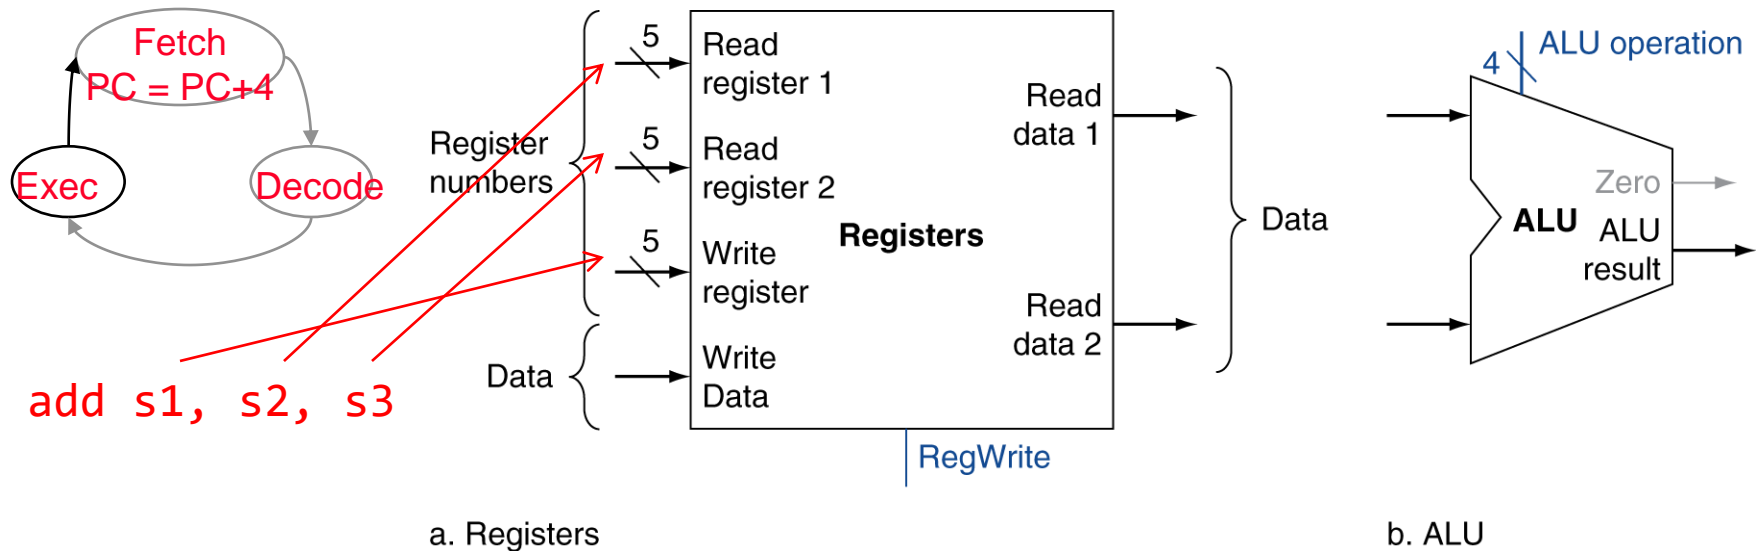 Fetch
PC = PC+4
Exec
Decode
add s1, s2, s3
Register
numbers
Data
5
5
5
Read
register 1
Read
register 2
Write
register
Write
Data
Registers
Read
data 1
Read
data 2
RegWrite
Data
4
ALU operation
Zero
ALU
ALU
result
a. Registers
b. ALU